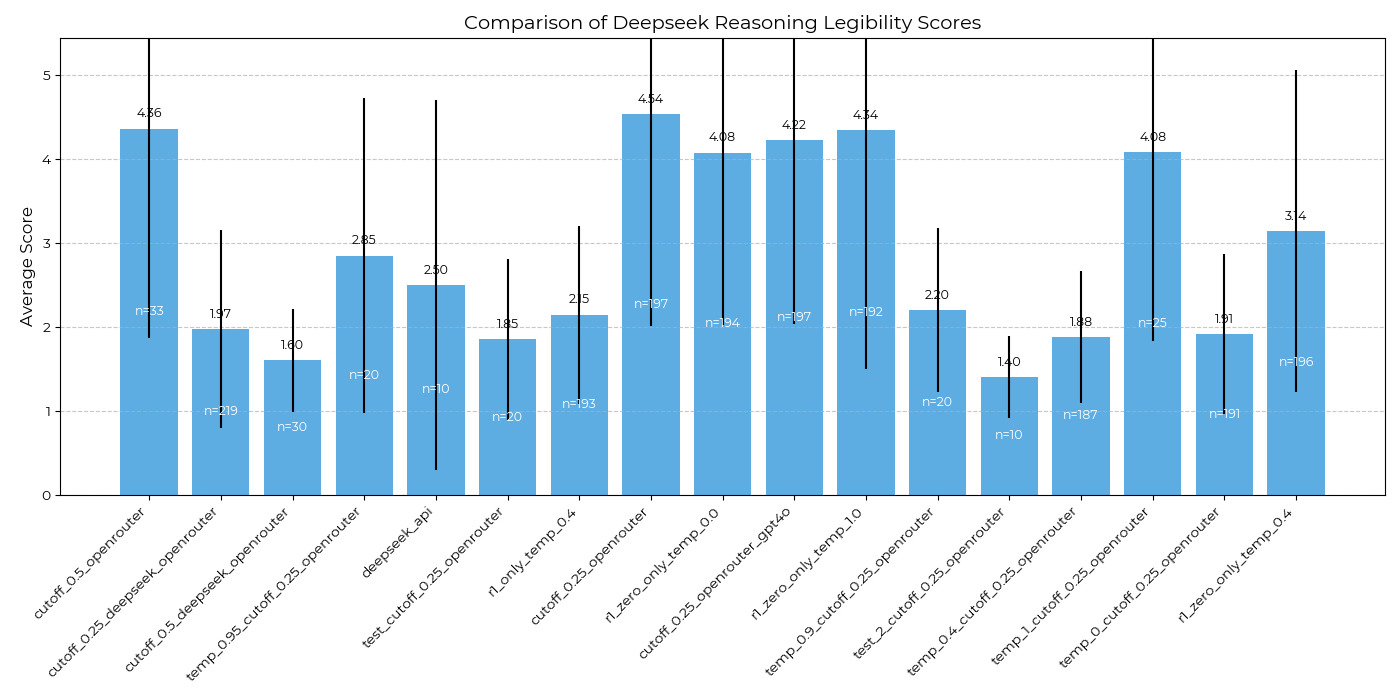 Comparison of Deepseek Reasoning Legibility Scores
Average Score
5
4
3
2
1
0
4.36
1.97
1.60
2.85
2.50
1.85
2.15
4.54
4.08
4.22
4.34
2.20
1.40
1.88
4.08
1.91
3.14
n=33
n=219
n=30
n=20
n=10
n=20
n=193
n=197
n=194
n=197
n=192
n=20
n=10
n=187
n=25
n=191
n=196
cutoff_0.5_openrouter
cutoff_0.25_deepseek_openrouter
cutoff_0.5_deepseek_openrouter
temp_0.95_cutoff_0.25_openrouter
deepseek_api
test_cutoff_0.25_openrouter
r1_only_temp_0.4
cutoff_0.25_openrouter
r1_zero_only_temp_0.0
cutoff_0.25_openrouter_gpt4o
r1_zero_only_temp_1.0
temp_0.9_cutoff_0.25_openrouter
test_2_cutoff_0.25_openrouter
temp_0.4_cutoff_0.25_openrouter
temp_1_cutoff_0.25_openrouter
temp_0_cutoff_0.25_openrouter
r1_zero_only_temp_0.4